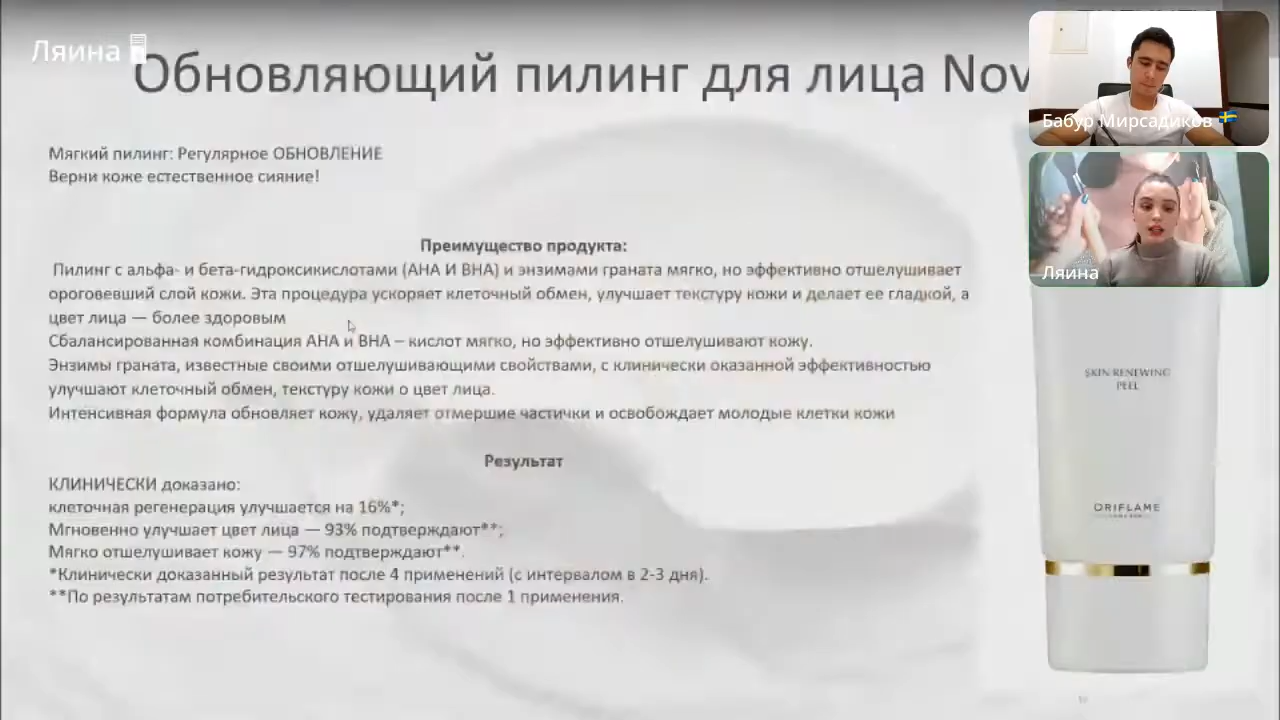 Ляина
Обновляющий пилинг для лица Nov
Бабур Мирсадиков
Ляина
Мягкий пилинг: Регулярное ОБНОВЛЕНИЕ
Верни коже естественное сияние!
Преимущество продукта:
Пилинг с альфа- и бета-гидроксикислотами (АНА И ВНА) и энзимами граната мягко, но эффективно отшелушивает
ороговевший слой кожи. Эта процедура ускоряет клеточный обмен, улучшает текстуру кожи и делает ее гладкой, а
цвет лица — более здоровым
Сбалансированная комбинация АНА и ВНА – кислот мягко, но эффективно отшелушивают кожу.
Энзимы граната, известные своими отшелушивающими свойствами, с клинически оказанной эффективностью
улучшают клеточный обмен, текстуру кожи о цвет лица.
Интенсивная формула обновляет кожу, удаляет отмершие частички и освобождает молодые клетки кожи
Результат
КЛИНИЧЕСКИ доказано:
клеточная регенерация улучшается на 16%*;
Мгновенно улучшает цвет лица — 93% подтверждают**;
Мягко отшелушивает кожу — 97% подтверждают**.
*Клинически доказанный результат после 4 применений (с интервалом в 2-3 дня).
**По результатам потребительского тестирования после 1 применения.
SKIN RENEWING
PEEL
ORIFLAME